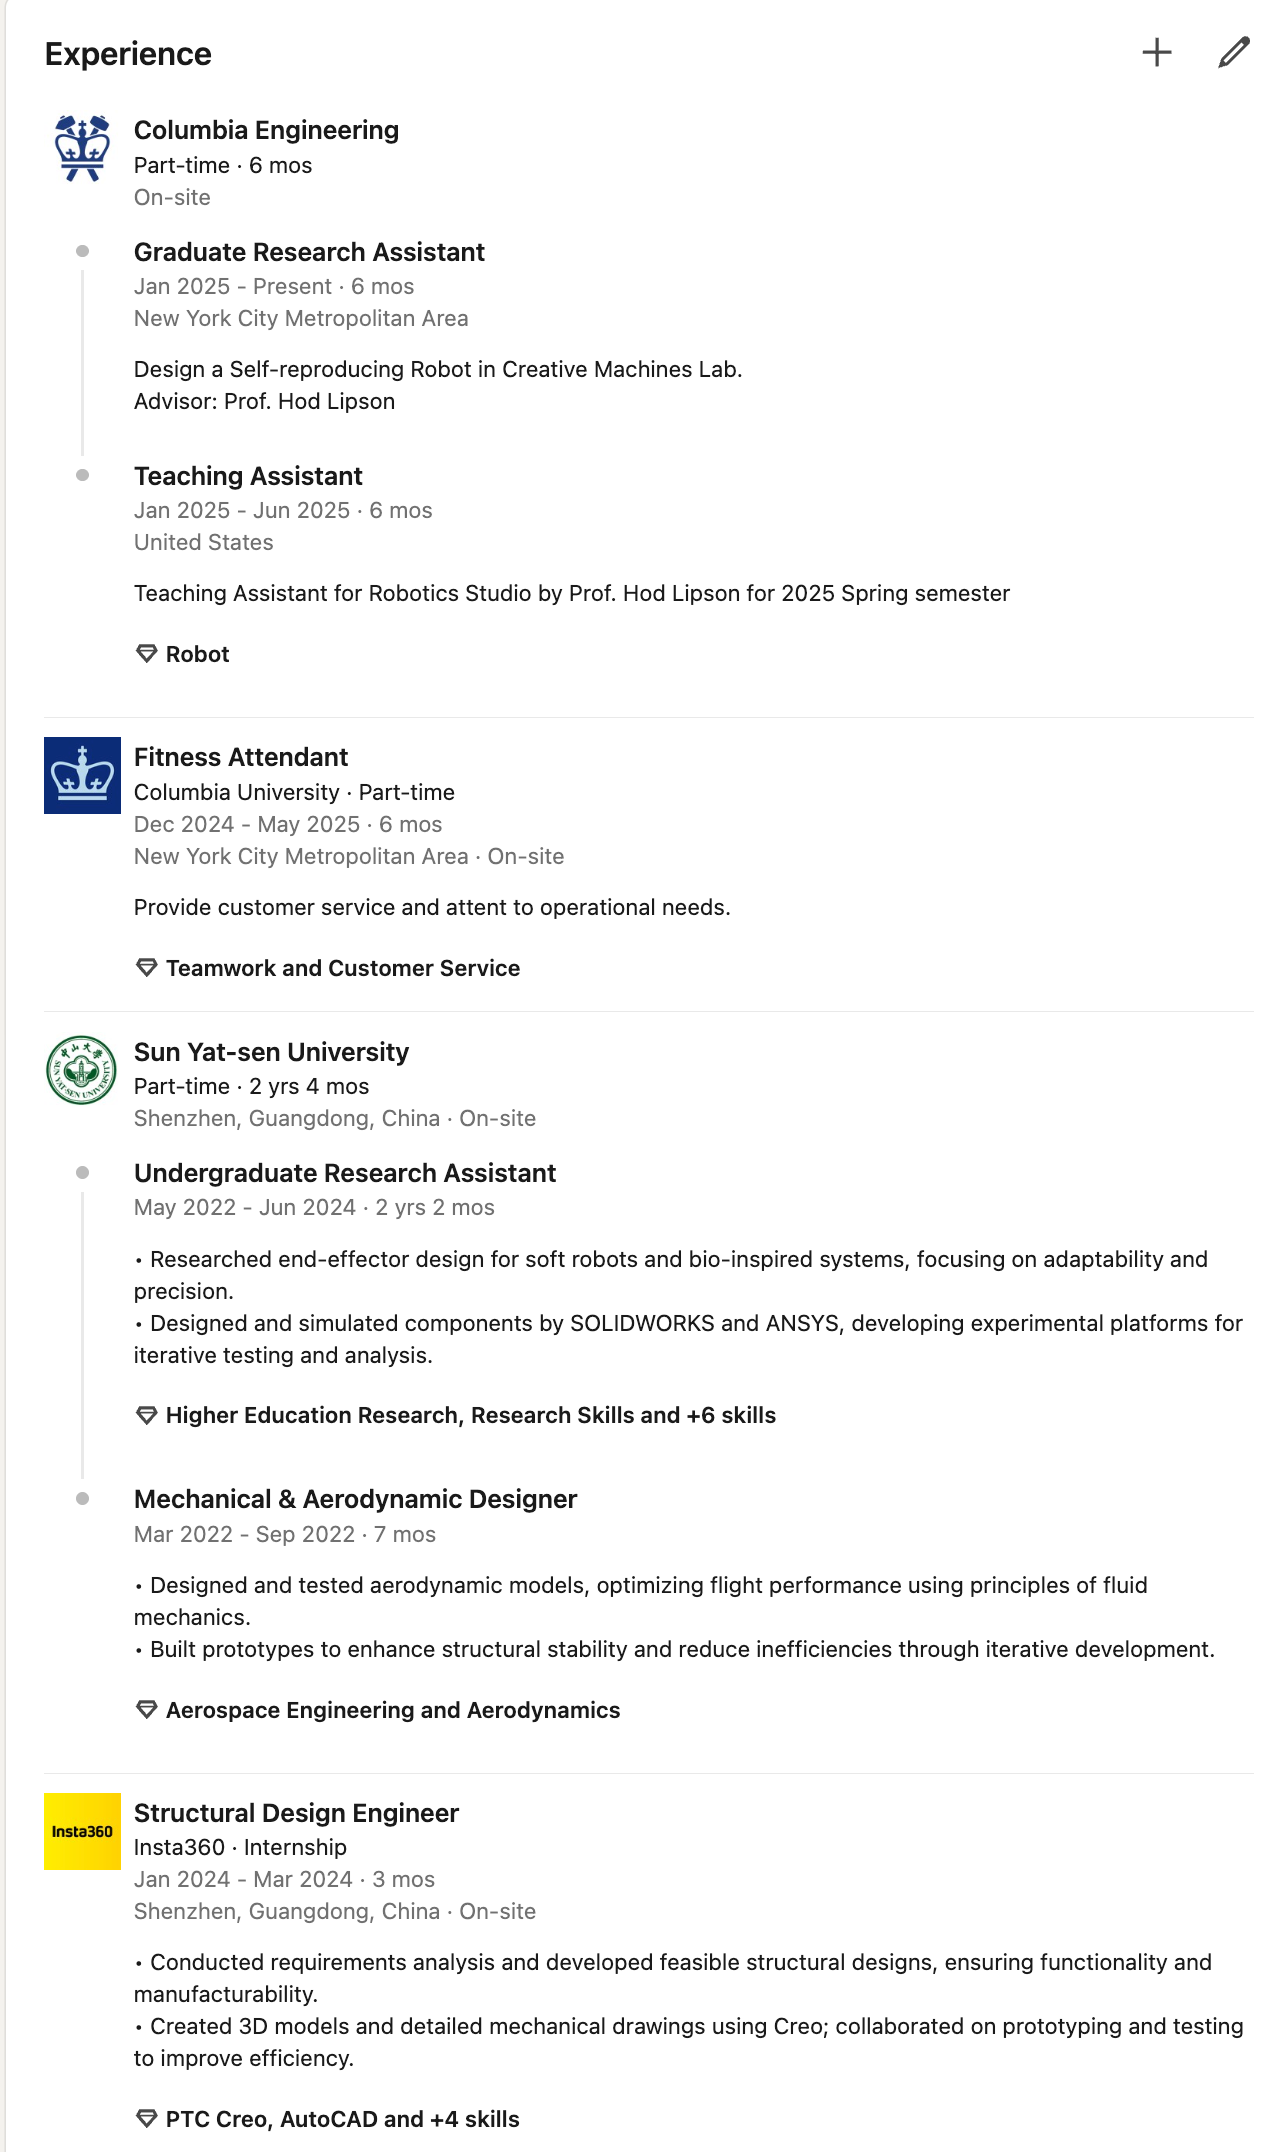 Experience
Columbia Engineering
Part-time · 6 mos
On-site
Graduate Research Assistant
Jan 2025 - Present · 6 mos
New York City Metropolitan Area
Design a Self-reproducing Robot in Creative Machines Lab.
Advisor: Prof. Hod Lipson
Teaching Assistant
Jan 2025 - Jun 2025 · 6 mos
United States
Teaching Assistant for Robotics Studio by Prof. Hod Lipson for 2025 Spring semester
Robot
Fitness Attendant
Columbia University · Part-time
Dec 2024 - May 2025 · 6 mos
New York City Metropolitan Area · On-site
Provide customer service and attent to operational needs.
Teamwork and Customer Service
中山大学
SUN YAT-SEN UNIVERSITY
Sun Yat-sen University
Part-time · 2 yrs 4 mos
Shenzhen, Guangdong, China · On-site
Undergraduate Research Assistant
May 2022 - Jun 2024 · 2 yrs 2 mos
• Researched end-effector design for soft robots and bio-inspired systems, focusing on adaptability and
precision.
• Designed and simulated components by SOLIDWORKS and ANSYS, developing experimental platforms for
iterative testing and analysis.
Higher Education Research, Research Skills and +6 skills
Mechanical & Aerodynamic Designer
Mar 2022 - Sep 2022 · 7 mos
• Designed and tested aerodynamic models, optimizing flight performance using principles of fluid
mechanics.
• Built prototypes to enhance structural stability and reduce inefficiencies through iterative development.
Aerospace Engineering and Aerodynamics
Insta360
Structural Design Engineer
Insta360 · Internship
Jan 2024 - Mar 2024 · 3 mos
Shenzhen, Guangdong, China · On-site
• Conducted requirements analysis and developed feasible structural designs, ensuring functionality and
manufacturability.
• Created 3D models and detailed mechanical drawings using Creo; collaborated on prototyping and testing
to improve efficiency.
PTC Creo, AutoCAD and +4 skills